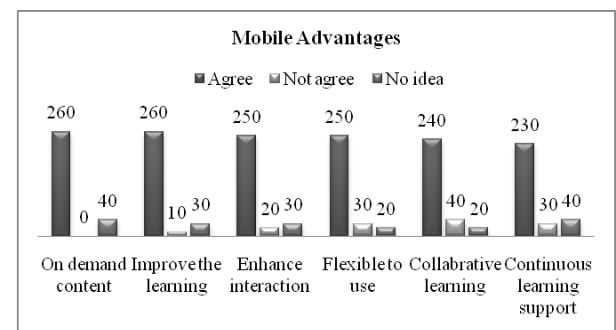 Mobile Advantages
Agree Not agree No idea
260 0 40 260 10 30 250 20 30 250 30 20 240 40 20 230 30 40
On demand content
Improve the learning
Enhance interaction
Flexible to use
Collabrative learning
Continuous learning support